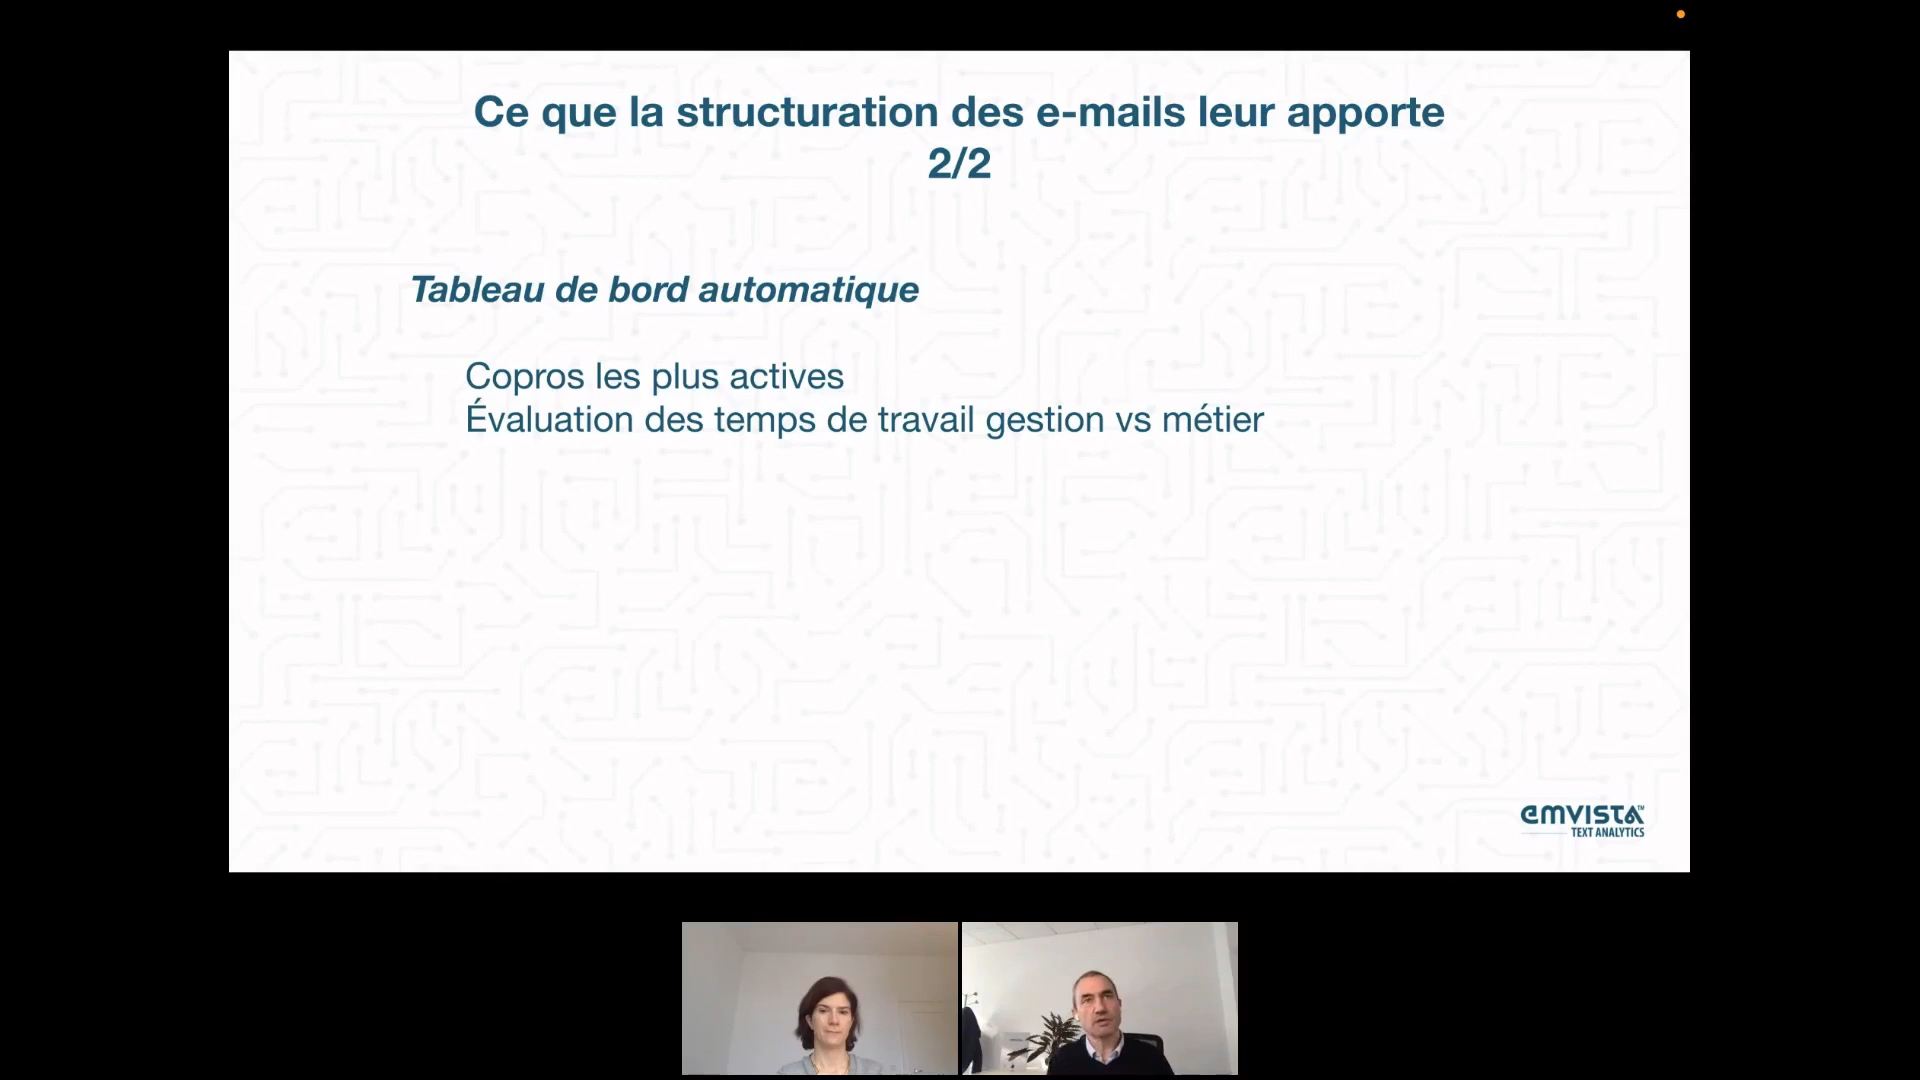 Ce que la structuration des e-mails leur apporte
2/2
Tableau de bord automatique
Copros les plus actives
Évaluation des temps de travail gestion vs métier
emvista™
TEXT ANALYTICS